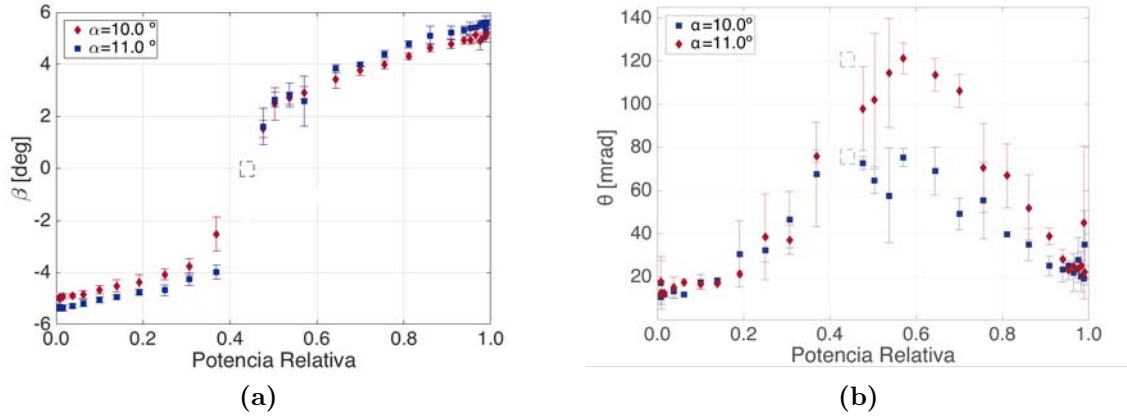 α=10.0 º
α=11.0 º
β [deg]
6
4
2
0
-2
-4
-6
0.0
0.2
0.4
0.6
0.8
1.0
Potencia Relativa
(a)
α=10.0º
α=11.0º
θ [mrad]
140
120
100
80
60
40
20
0.0
0.2
0.4
0.6
0.8
1.0
Potencia Relativa
(b)